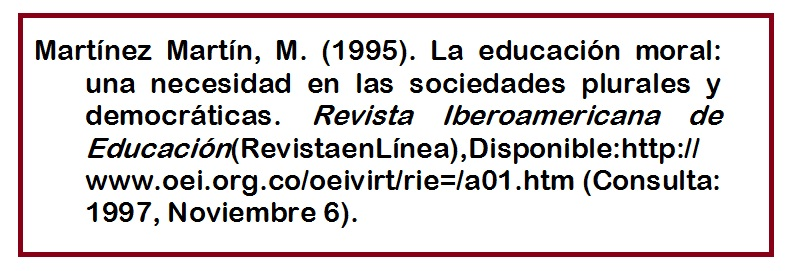 Martínez Martín, M. (1995). La educación moral:
una necesidad en las sociedades plurales y
democráticas. Revista Iberoamericana de
Educación(RevistaenLínea),Disponible:http://
www.oei.org.co/oeivirt/rie=/a01.htm (Consulta:
1997, Noviembre 6).